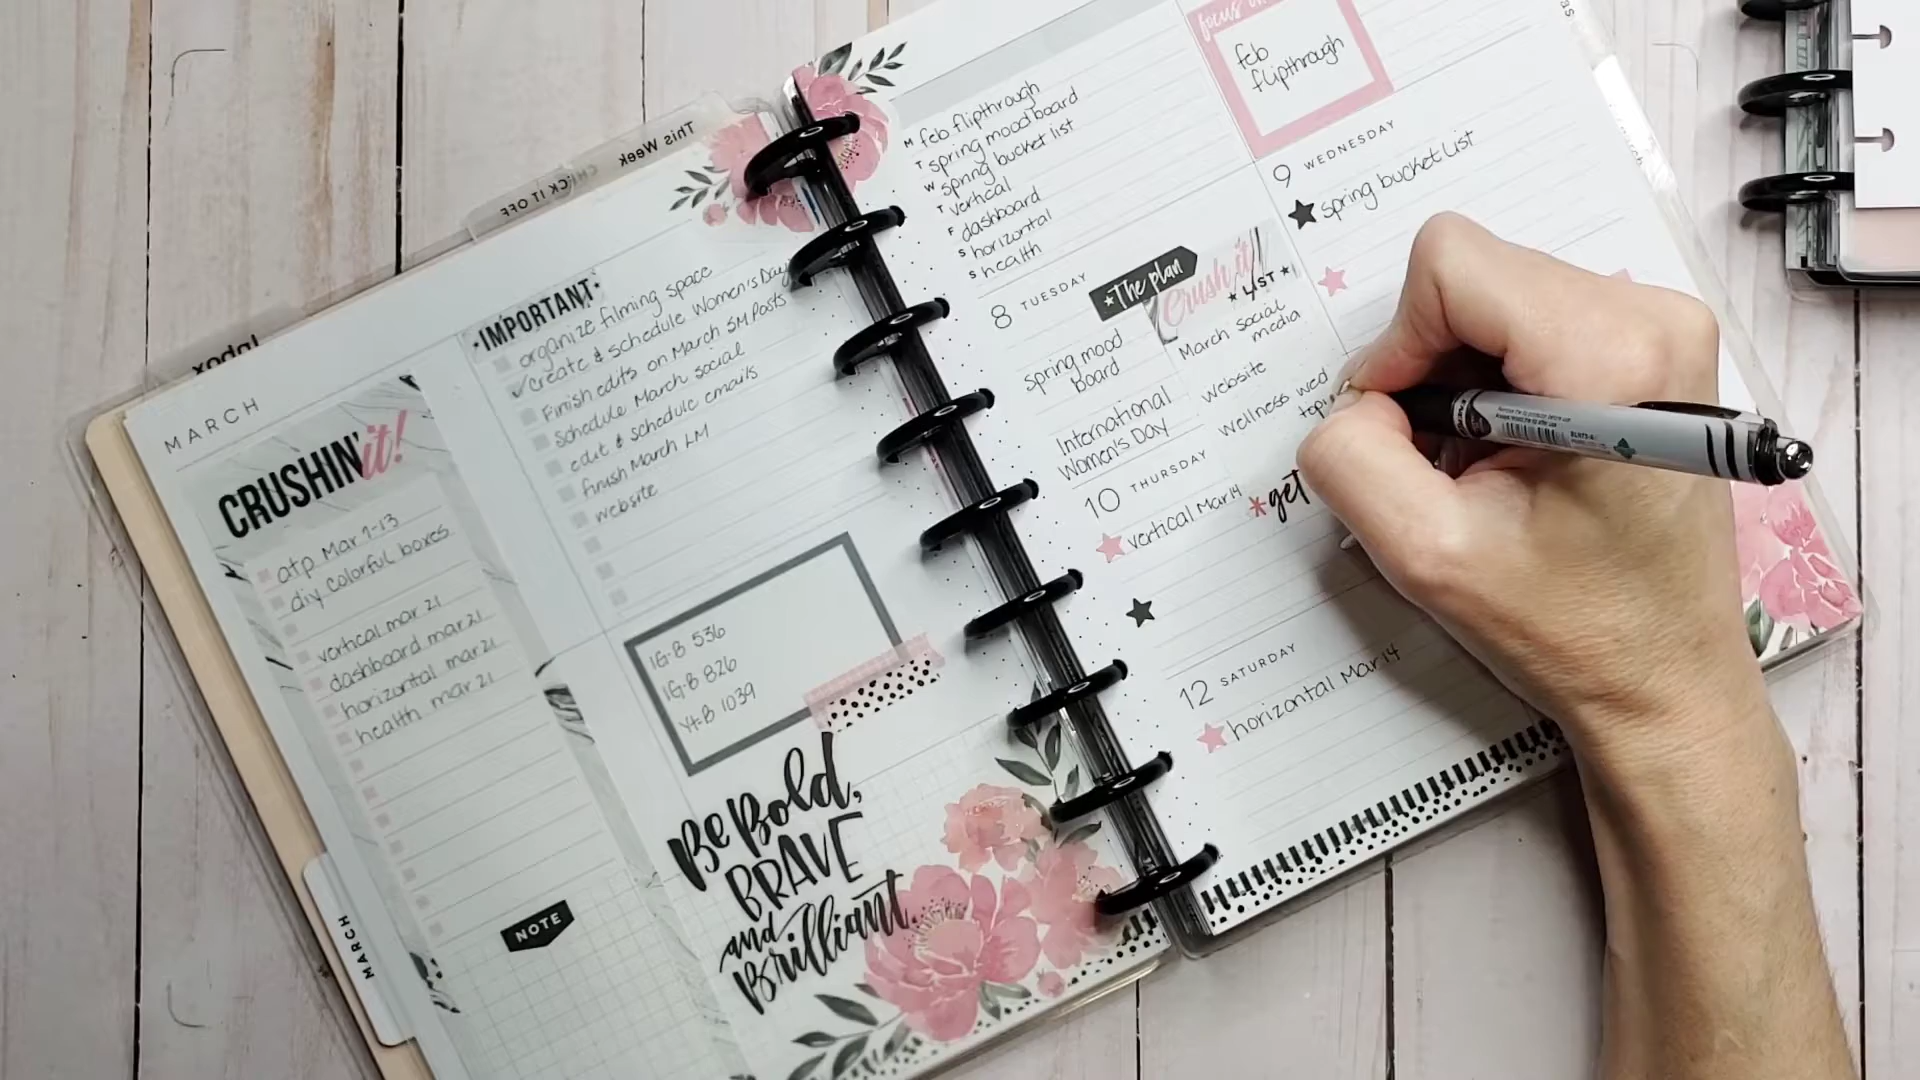 Inbox
CHECK IT OFF
This Week
MARCH
CRUSHIN' it!
atp Mar 7-13
diy colorful boxes
vertical mar 21
dashboard mar 21
horizontal mar 21
health mar 21
MARCH
NOTE
·IMPORTANT·
organize filming space
create & schedule Women's Day
Finish edits on March SM Posts
Schedule March social
edit & schedule emails
finish March LM
website
IG-B 536
IG-B 826
Yt-B 1039
Be Bold,
BRAVE
and
Brilliant.
M feb flipthrough
T spring mood board
W spring bucket list
T vertical
F dashboard
S horizontal
S health
focus
feb
flipthrough
8 TUESDAY
The plan
spring mood
board
International
Women's Day
Crush it
LIST
March social
media
website
wellness wed
9 WEDNESDAY
spring bucket list
10 THURSDAY
vertical Mar 14
get
12 SATURDAY
horizontal Mar 14
March